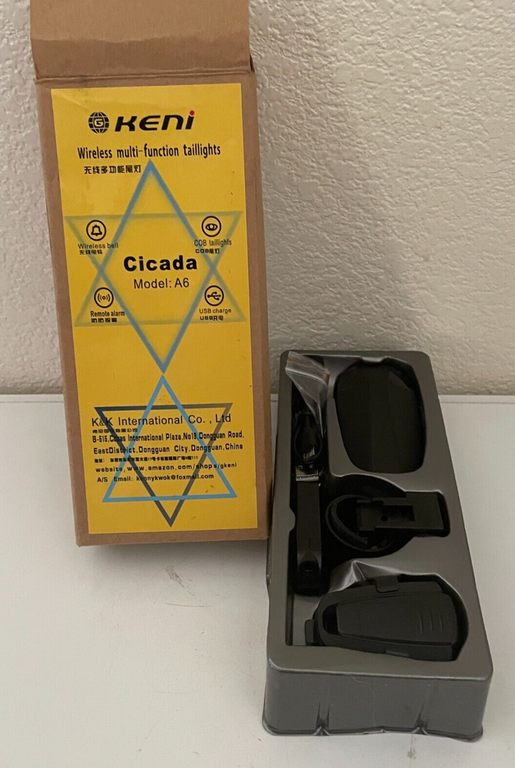 G KENi
Wireless multi-function taillights
无线多功能尾灯
Wireless bell
无线电铃
COB taillights
COB尾灯
Cicada
Model: A6
Remote alarm
防盗报警
USB charge
USB充电
K&K International Co. , Ltd
International Plaza, No18, Dongguan Road,
EastDistrict, Dongguan City, Dongguan, China
website: www.amazon.com/shops/gkeni
A/S Email: kennykwok@foxmail.com